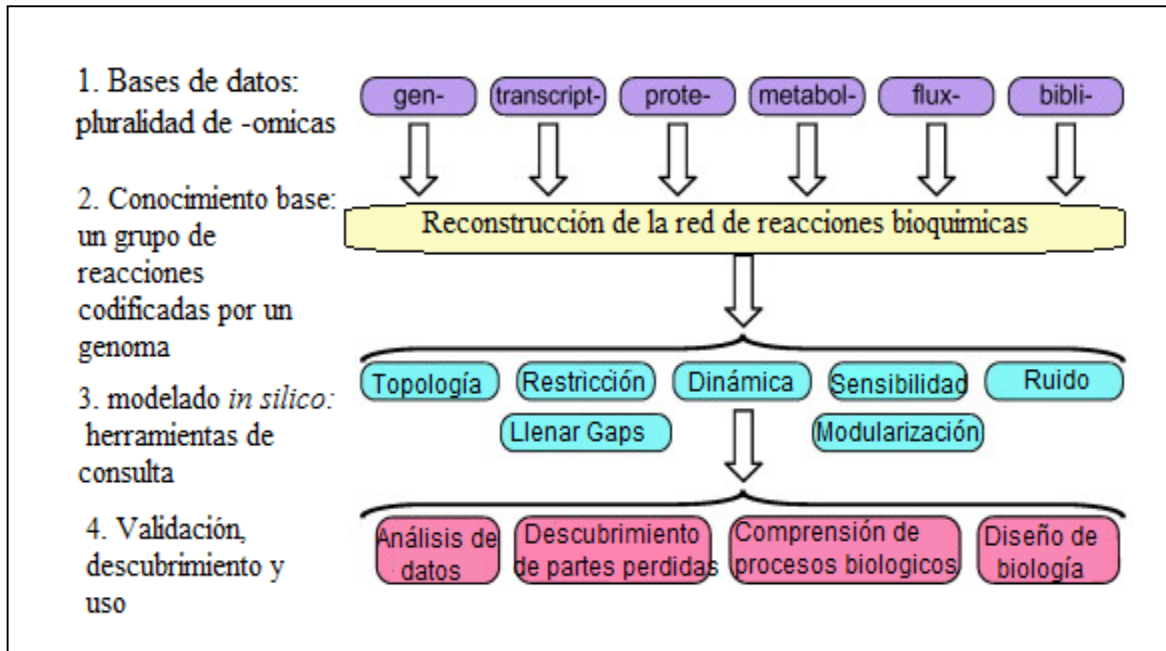 1. Bases de datos:
pluralidad de -omicas
gen-
transcript-
prote-
metabol-
flux-
bibli-
2. Conocimiento base:
un grupo de
reacciones
codificadas por un
genoma
Reconstrucción de la red de reacciones bioquimicas
3. modelado in silico:
herramientas de
consulta
Topología
Restricción
Dinámica
Sensibilidad
Ruido
Llenar Gaps
Modularización
4. Validación,
descubrimiento y
uso
Análisis de
datos
Descubrimiento
de partes perdidas
Comprensión de
procesos biologicos
Diseño de
biología